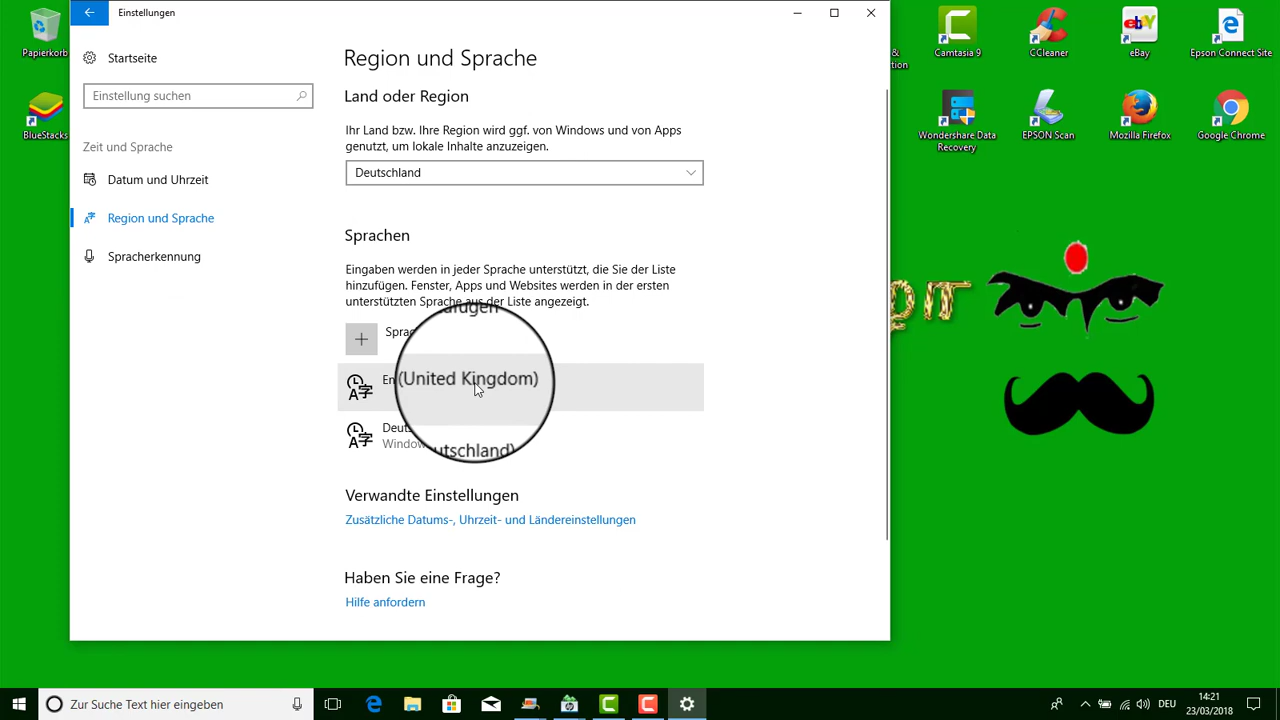 Einstellungen
Startseite
Einstellung suchen
Zeit und Sprache
Datum und Uhrzeit
Region und Sprache
Spracherkennung
Region und Sprache
Land oder Region
Ihr Land bzw. Ihre Region wird ggf. von Windows und von Apps
genutzt, um lokale Inhalte anzuzeigen.
Deutschland
Sprachen
Eingaben werden in jeder Sprache unterstützt, die Sie der Liste
hinzufügen. Fenster, Apps und Websites werden in der ersten
unterstützten Sprache aus der Liste angezeigt.
(United Kingdom)
Verwandte Einstellungen
Zusätzliche Datums-, Uhrzeit- und Ländereinstellungen
Haben Sie eine Frage?
Hilfe anfordern
Papierkorb
BlueStacks
Camtasia 9
CCleaner
eBay
Epson Connect Site
Wondershare Data
Recovery
EPSON Scan
Mozilla Firefox
Google Chrome
Zur Suche Text hier eingeben
DEU
14:21
23/03/2018